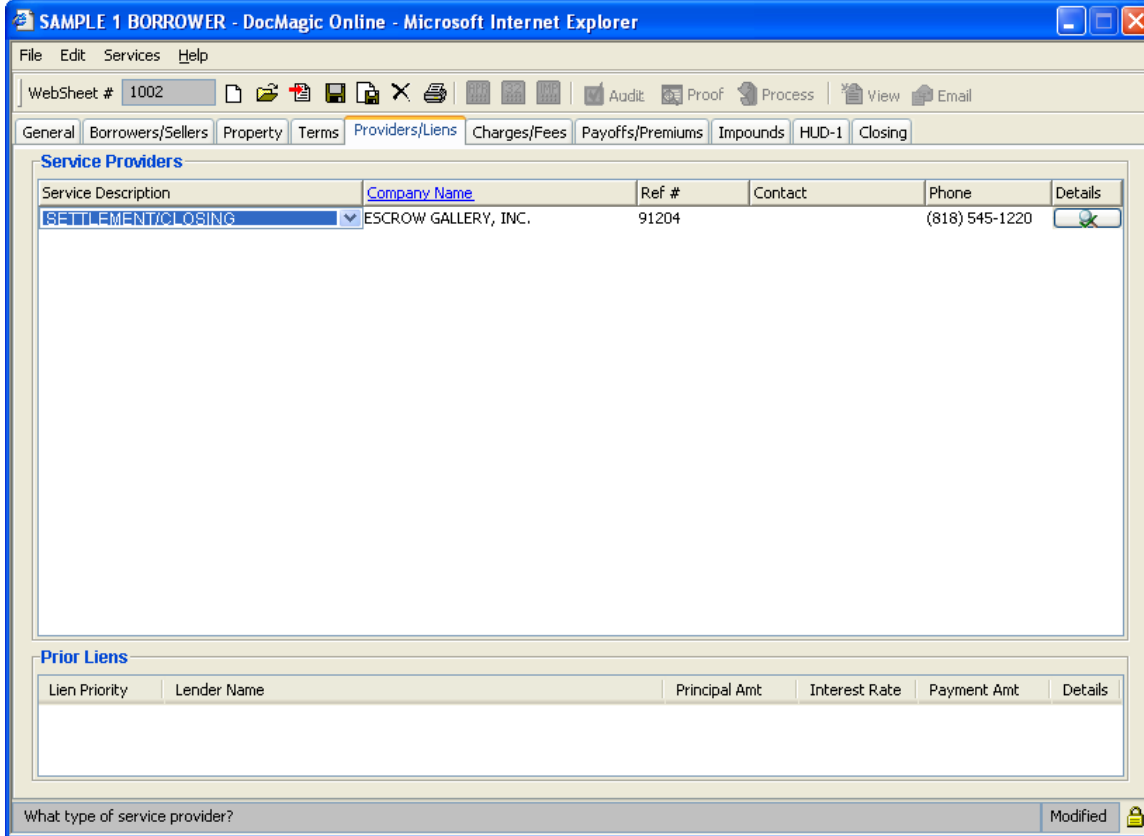 SAMPLE 1 BORROWER - DocMagic Online - Microsoft Internet Explorer
File Edit Services Help
WebSheet # 1002 Audit Proof Process View Email
General Borrowers/Sellers Property Terms Providers/Liens Charges/Fees Payoffs/Premiums Impounds HUD-1 Closing
Service Providers
Service Description Company Name Ref # Contact Phone Details
SETTLEMENT/CLOSING ESCROW GALLERY, INC. 91204 (818) 545-1220
Prior Liens
Lien Priority Lender Name Principal Amt Interest Rate Payment Amt Details
What type of service provider? Modified